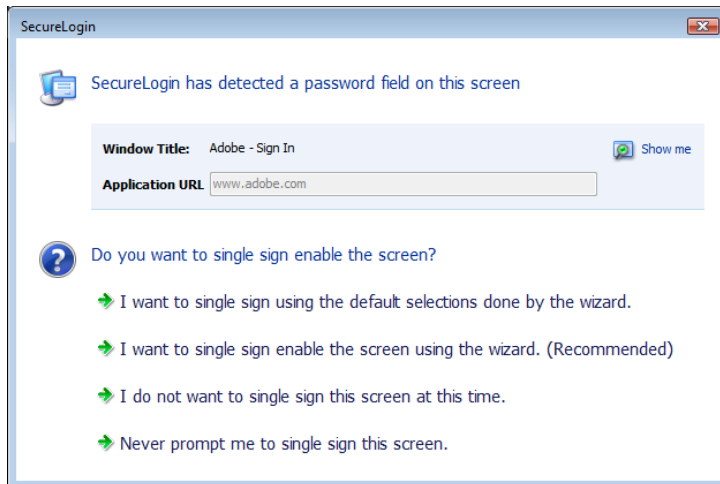 SecureLogin
SecureLogin has detected a password field on this screen
Window Title: Adobe - Sign In Show me
Application URL www.adobe.com
Do you want to single sign enable the screen?
I want to single sign using the default selections done by the wizard.
I want to single sign enable the screen using the wizard. (Recommended)
I do not want to single sign this screen at this time.
Never prompt me to single sign this screen.